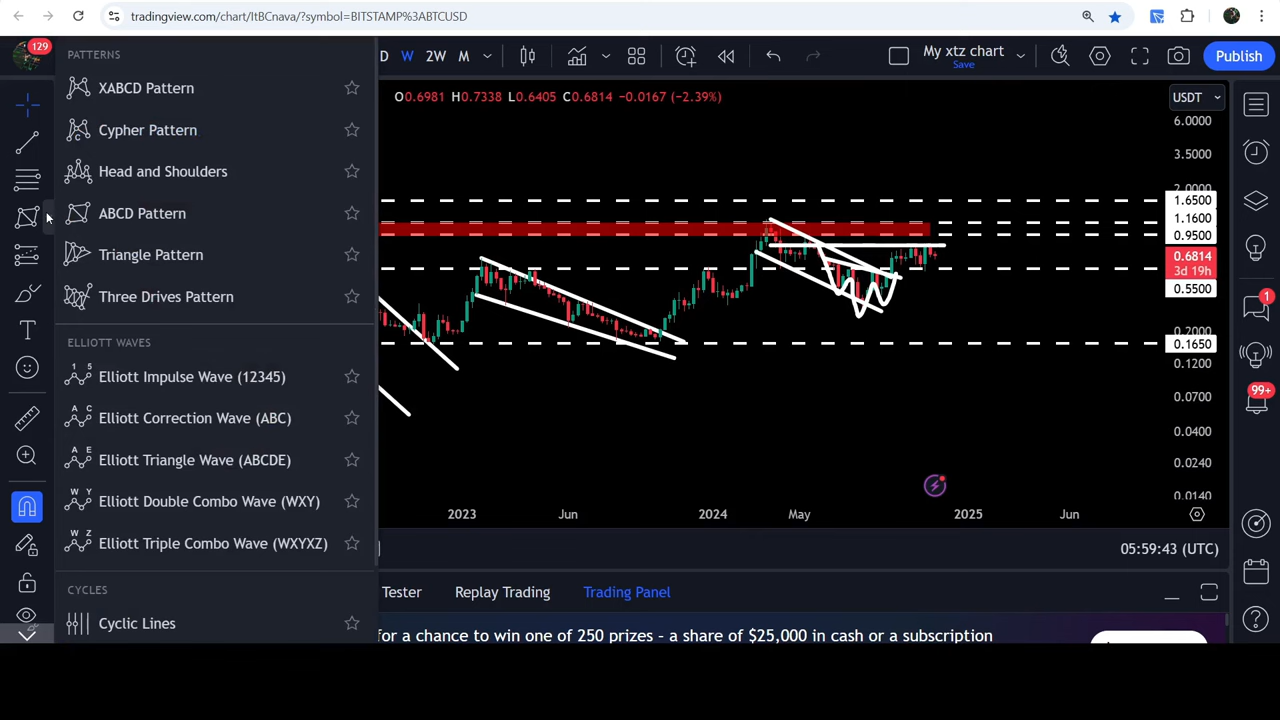 tradingview.com/chart/ItBCnava/?symbol=BITSTAMP%3ABTCUSD
129
D W 2W M
My xtz chart
Save
Publish
PATTERNS
XABCD Pattern
Cypher Pattern
Head and Shoulders
ABCD Pattern
Triangle Pattern
Three Drives Pattern
ELLIOTT WAVES
Elliott Impulse Wave (12345)
Elliott Correction Wave (ABC)
Elliott Triangle Wave (ABCDE)
Elliott Double Combo Wave (WXY)
Elliott Triple Combo Wave (WXYXZ)
CYCLES
Cyclic Lines
O0.6981 H0.7338 L0.6405 C0.6814 −0.0167 (−2.39%)
USDT
6.0000
3.5000
2.0000
1.6500
1.1600
0.9500
0.6814
3d 19h
0.5500
0.2000
0.1650
0.1200
0.0700
0.0400
0.0240
0.0140
2023 Jun 2024 May 2025 Jun
05:59:43 (UTC)
Tester Replay Trading Trading Panel
for a chance to win one of 250 prizes - a share of $25,000 in cash or a subscription
1
99+